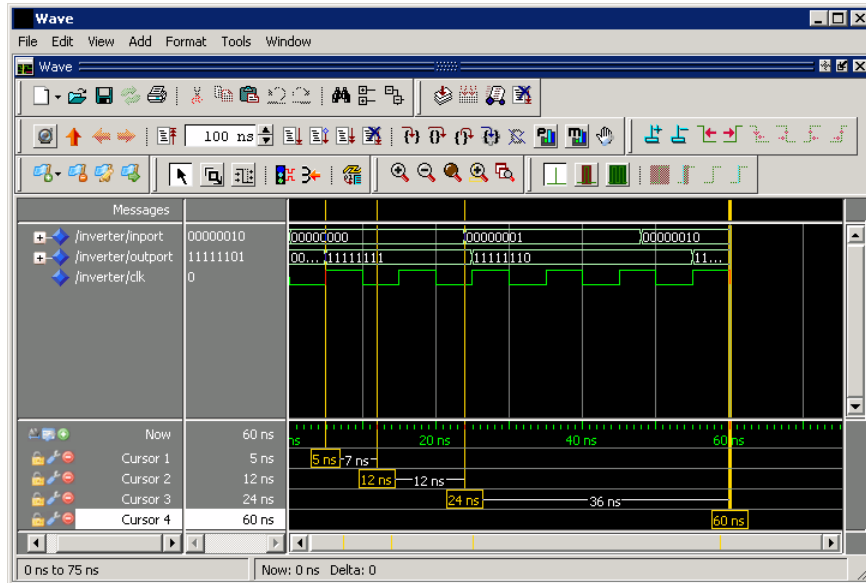 Wave
File Edit View Add Format Tools Window
Wave
100 ns
Messages
/inverter/inport 00000010 00000000 00000001 00000010
/inverter/outport 11111101 00... 11111111 11111110 11...
/inverter/clk 0
Now 60 ns ns 20 ns 40 ns 60 ns
Cursor 1 5 ns 5 ns 7 ns
Cursor 2 12 ns 12 ns 12 ns
Cursor 3 24 ns 24 ns 36 ns
Cursor 4 60 ns 60 ns
0 ns to 75 ns Now: 0 ns Delta: 0